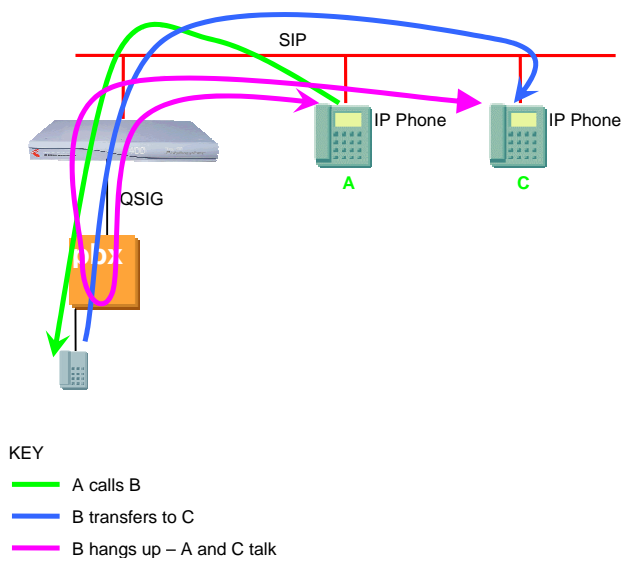 SIP
IP Phone
IP Phone
A
C
QSIG
pbx
KEY
A calls B
B transfers to C
B hangs up – A and C talk